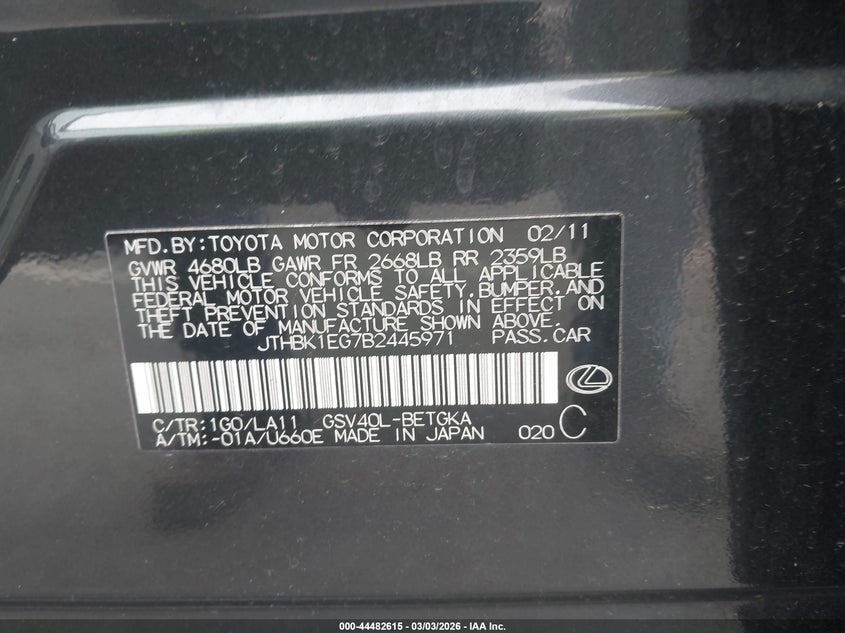 MFD. BY: TOYOTA MOTOR CORPORATION 02/11
GVWR 4680LB GAWR FR 2668LB RR 2359LB
THIS VEHICLE CONFORMS TO ALL APPLICABLE
FEDERAL MOTOR VEHICLE SAFETY, BUMPER, AND
THEFT PREVENTION STANDARDS IN EFFECT ON
THE DATE OF MANUFACTURE SHOWN ABOVE.
JTHBK1EG7B2445971 PASS. CAR
C/TR: 1G0/LA11 GSV40L-BETGKA
A/TM: -01A/U660E MADE IN JAPAN 020 C
000-44482615 - 03/03/2026 - IAA Inc.